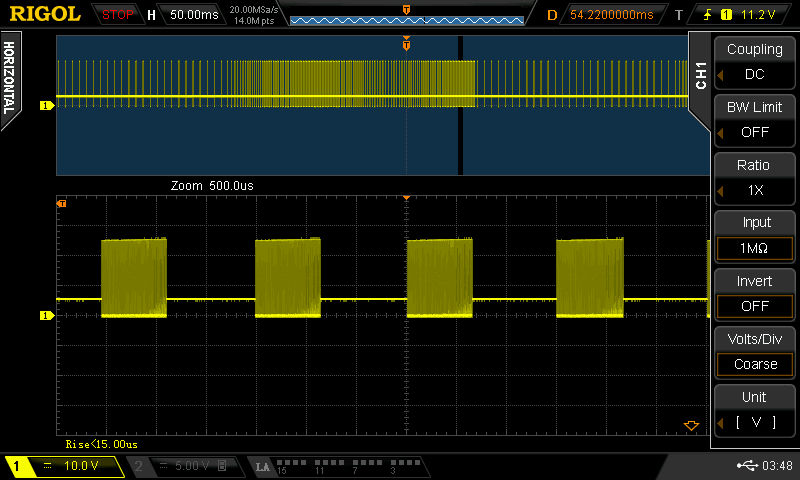 RIGOL STOP H 50.00ms 20.00MSa/s 14.0M pts D 54.2200000ms T 1 11.2 V
T
HORIZONTAL
T
CH1
Coupling
DC
BW Limit
OFF
Ratio
1X
Input
1MΩ
Invert
OFF
Volts/Div
Coarse
Unit
[ V ]
1
Zoom 500.0us
T
1
Rise<15.00us
1 10.0 V 2 5.00 V B LA 15 11 7 3 03:48